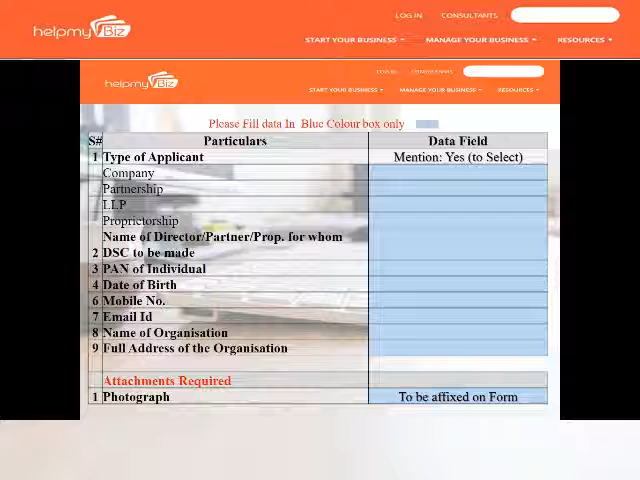 LOG IN CONSULTANTS
helpmyBiz
START YOUR BUSINESS MANAGE YOUR BUSINESS RESOURCES
helpmyBiz
START YOUR BUSINESS MANAGE YOUR BUSINESS RESOURCES
Please Fill data In Blue Colour box only
S# Particulars Data Field
1 Type of Applicant Mention: Yes (to Select)
Company
Partnership
LLP
Proprictorship
Name of Director/Partner/Prop. for whom
2 DSC to be made
3 PAN of Individual
4 Date of Birth
6 Mobile No.
7 Email Id
8 Name of Organisation
9 Full Address of the Organisation
Attachments Required
1 Photograph To be affixed on Form